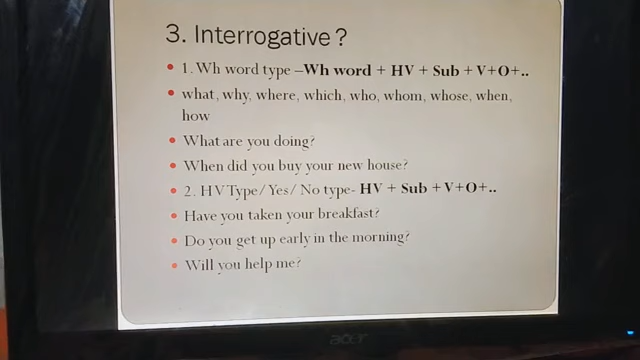 3. Interrogative ?
• 1. Wh word type –Wh word + HV + Sub + V+O+..
• what, why, where, which, who, whom, whose, when,
how
• What are you doing?
• When did you buy your new house?
• 2. HV Type/ Yes/ No type- HV + Sub + V+O+..
• Have you taken your breakfast?
• Do you get up early in the morning?
• Will you help me?
acer